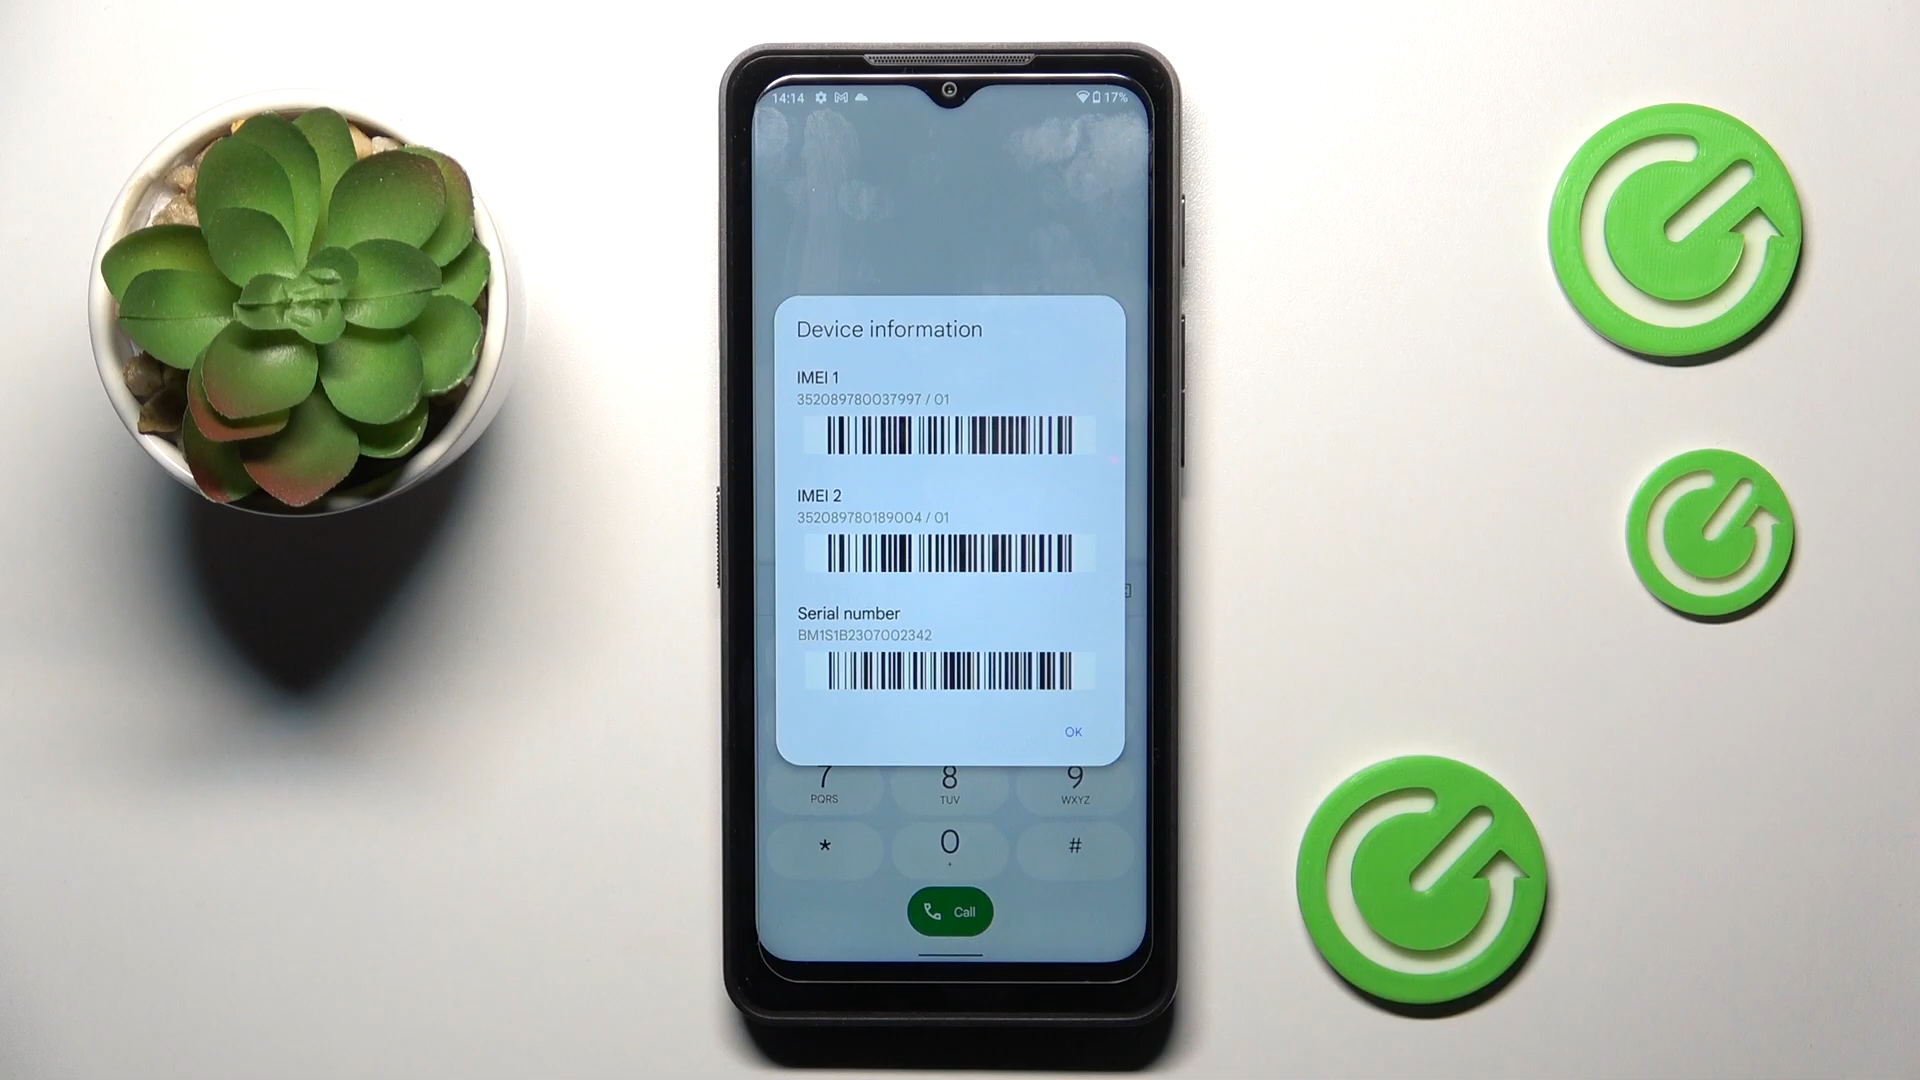 14:14 17%
Device information
IMEI 1
352089780037997 / 01
IMEI 2
352089780189004 / 01
Serial number
BM1S1B2307002342
OK
7 8 9
PQRS TUV WXYZ
* 0 #
+
Call